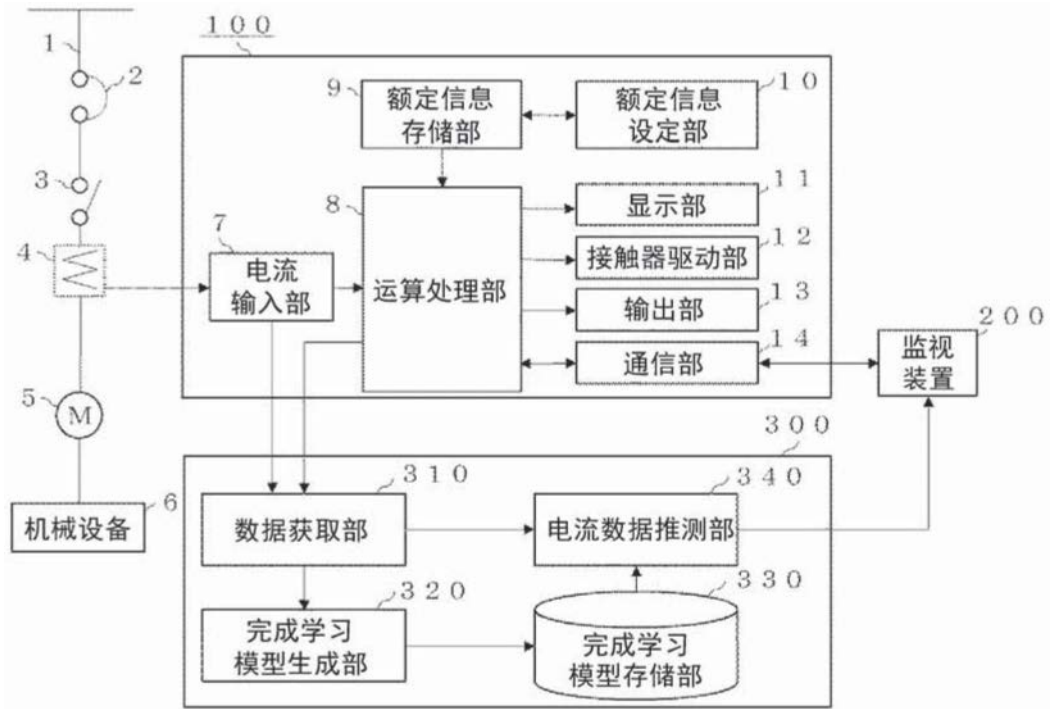 100
1
2
9
额定信息
存储部
10
额定信息
设定部
3
8
运算处理部
11
显示部
7
电流
输入部
12
接触器驱动部
4
13
输出部
14
通信部
200
监视
装置
5
M
300
310
数据获取部
340
电流数据推测部
6
机械设备
320
完成学习
模型生成部
330
完成学习
模型存储部